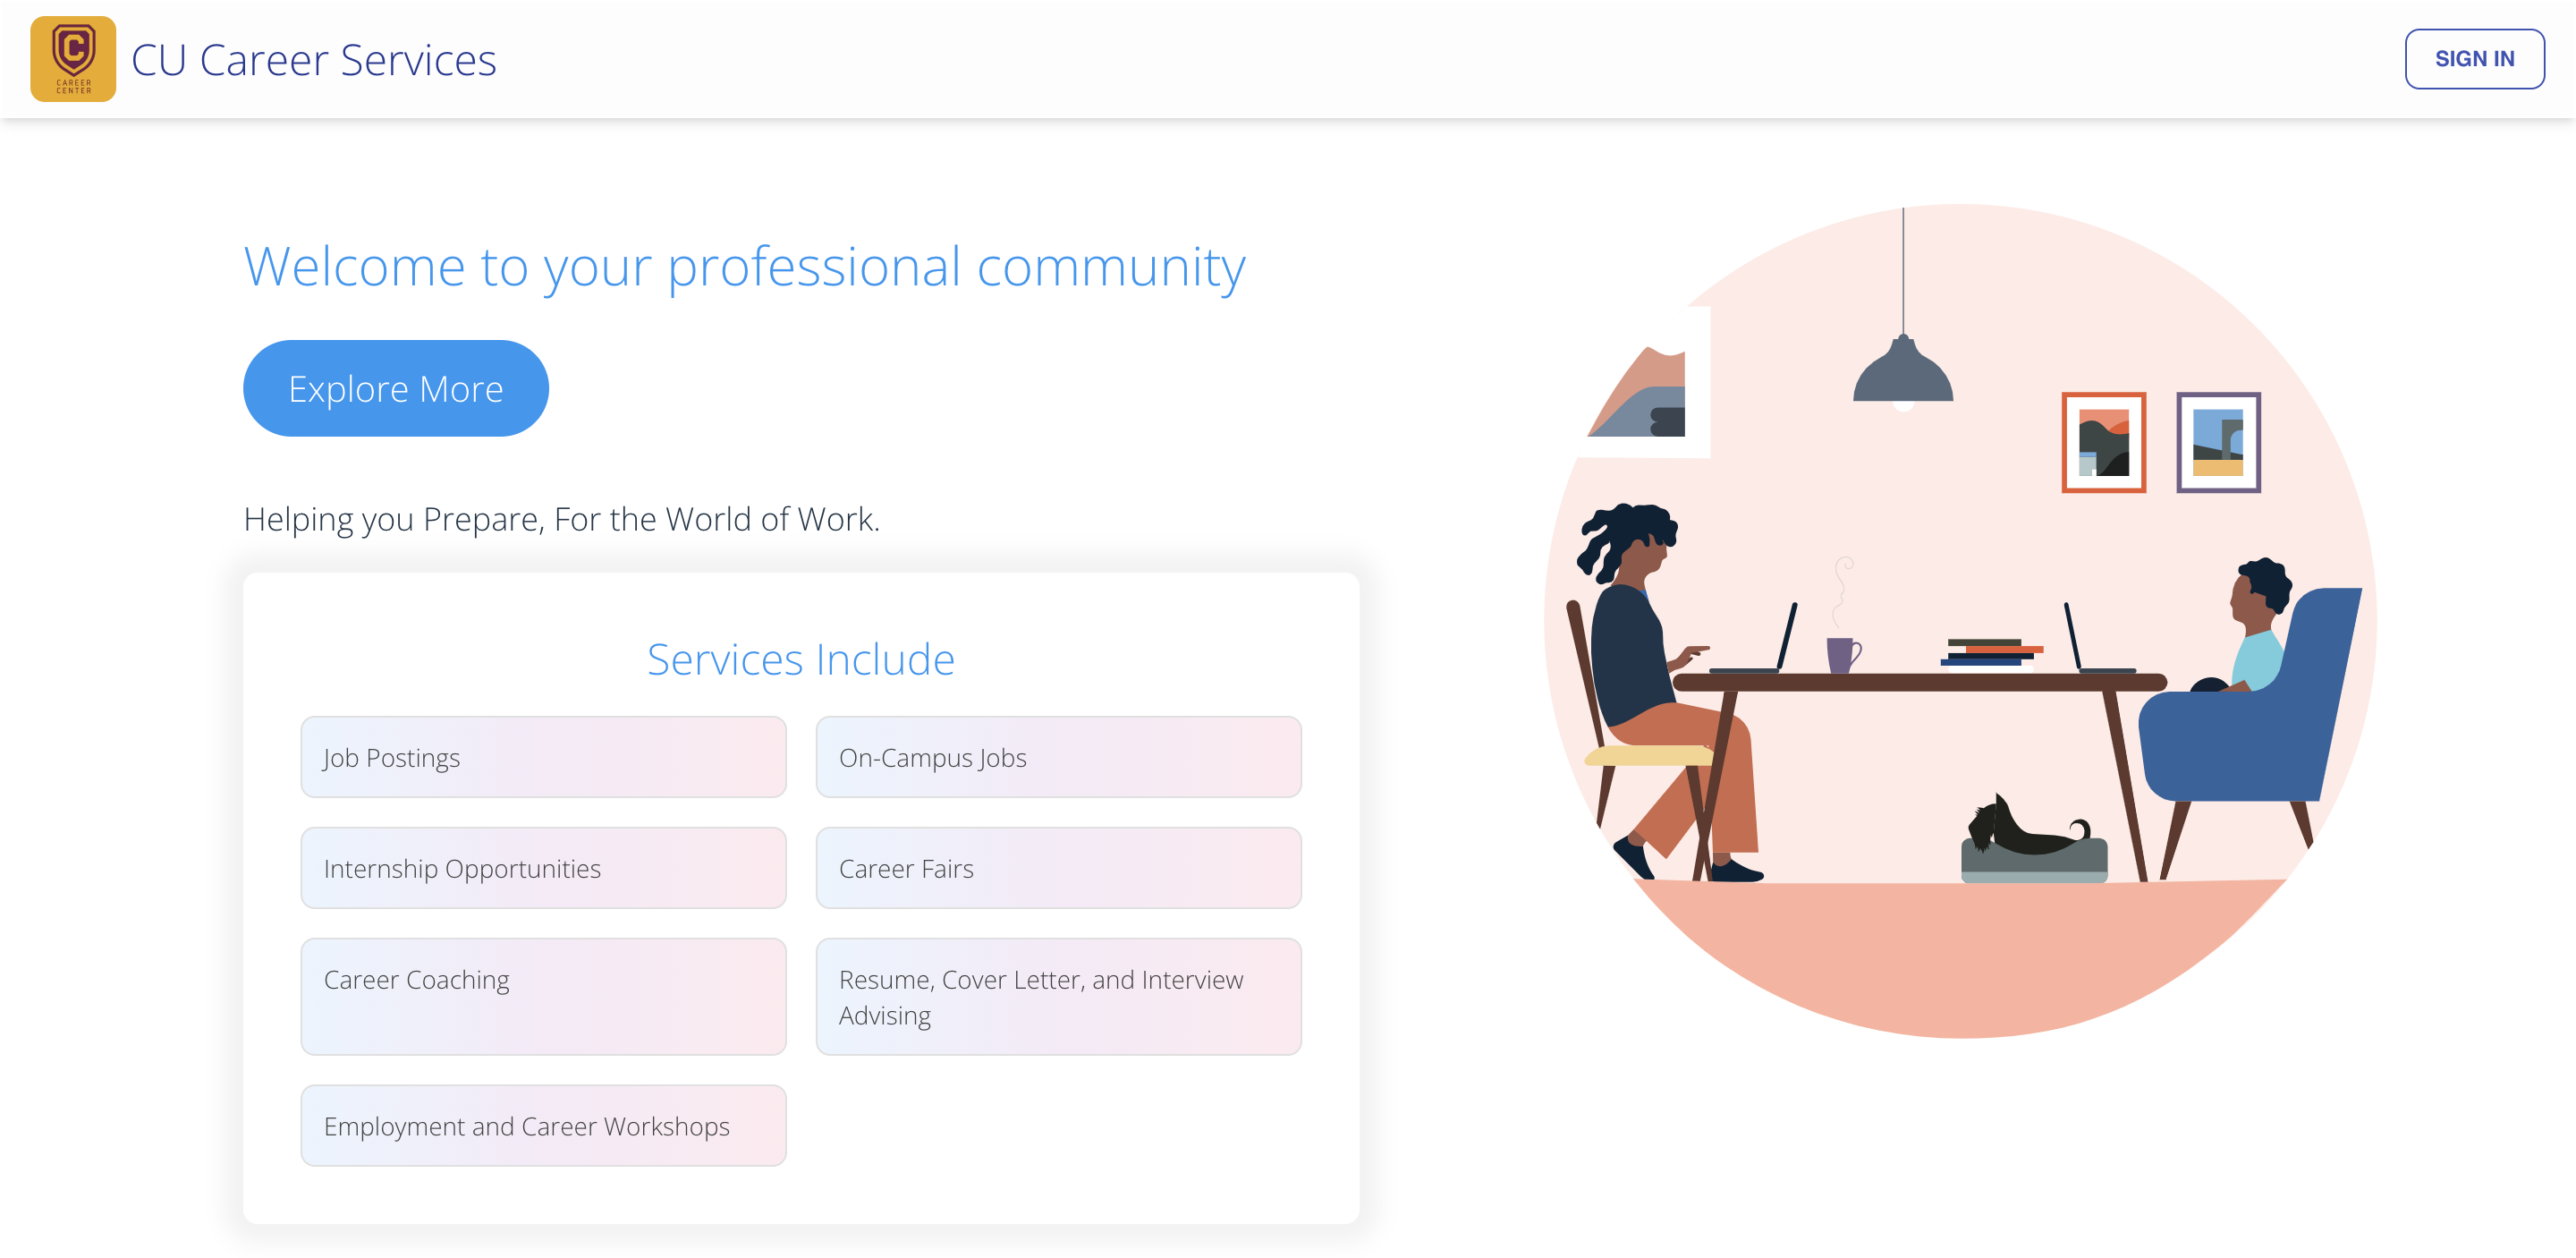 C
CAREER
CENTER
CU Career Services
SIGN IN
Welcome to your professional community
Explore More
Helping you Prepare, For the World of Work.
Services Include
Job Postings
On-Campus Jobs
Internship Opportunities
Career Fairs
Career Coaching
Resume, Cover Letter, and Interview
Advising
Employment and Career Workshops